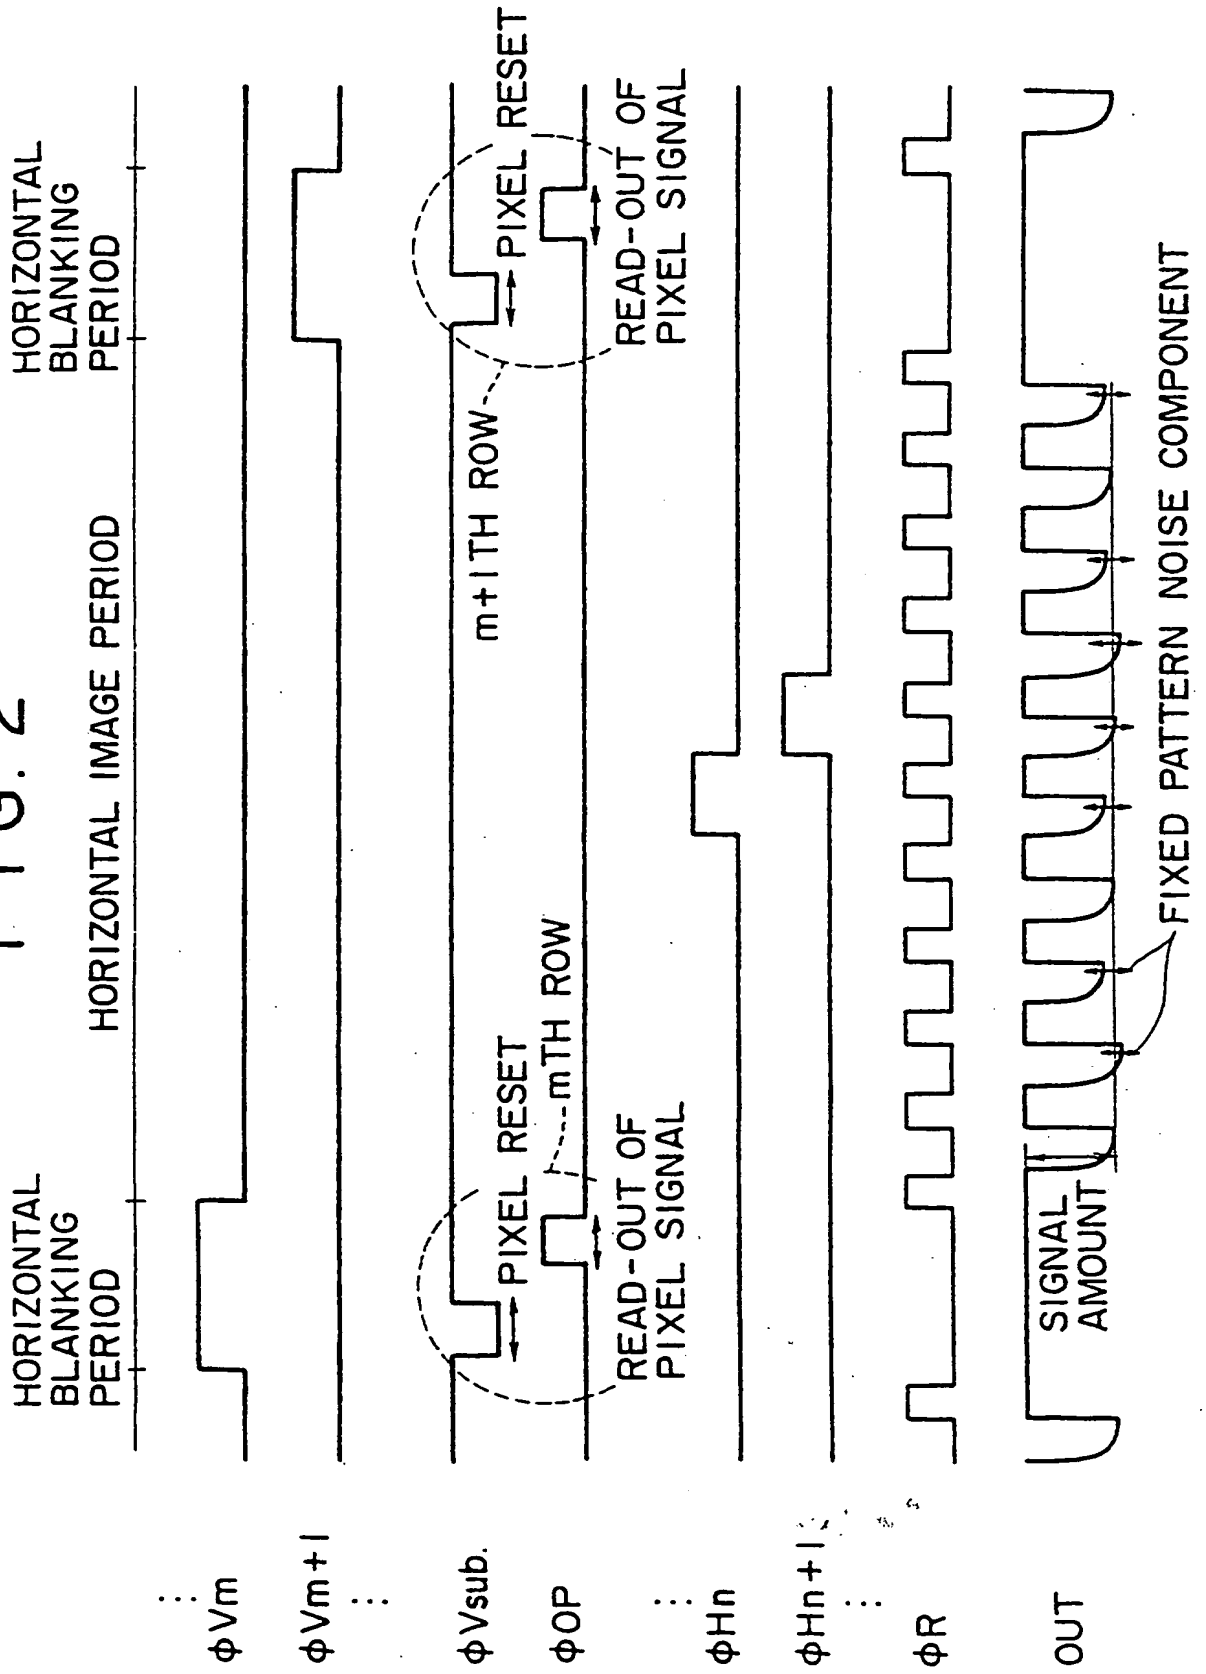 FIG. 2
HORIZONTAL
BLANKING
PERIOD
HORIZONTAL IMAGE PERIOD
HORIZONTAL
BLANKING
PERIOD
⋮
φVm
φVm+1
⋮
φVsub.
PIXEL RESET
PIXEL RESET
mTH ROW
m+1TH ROW
φOP
READ-OUT OF
PIXEL SIGNAL
READ-OUT OF
PIXEL SIGNAL
⋮
φHn
φHn+1
⋮
φR
OUT
SIGNAL
AMOUNT
FIXED PATTERN NOISE COMPONENT